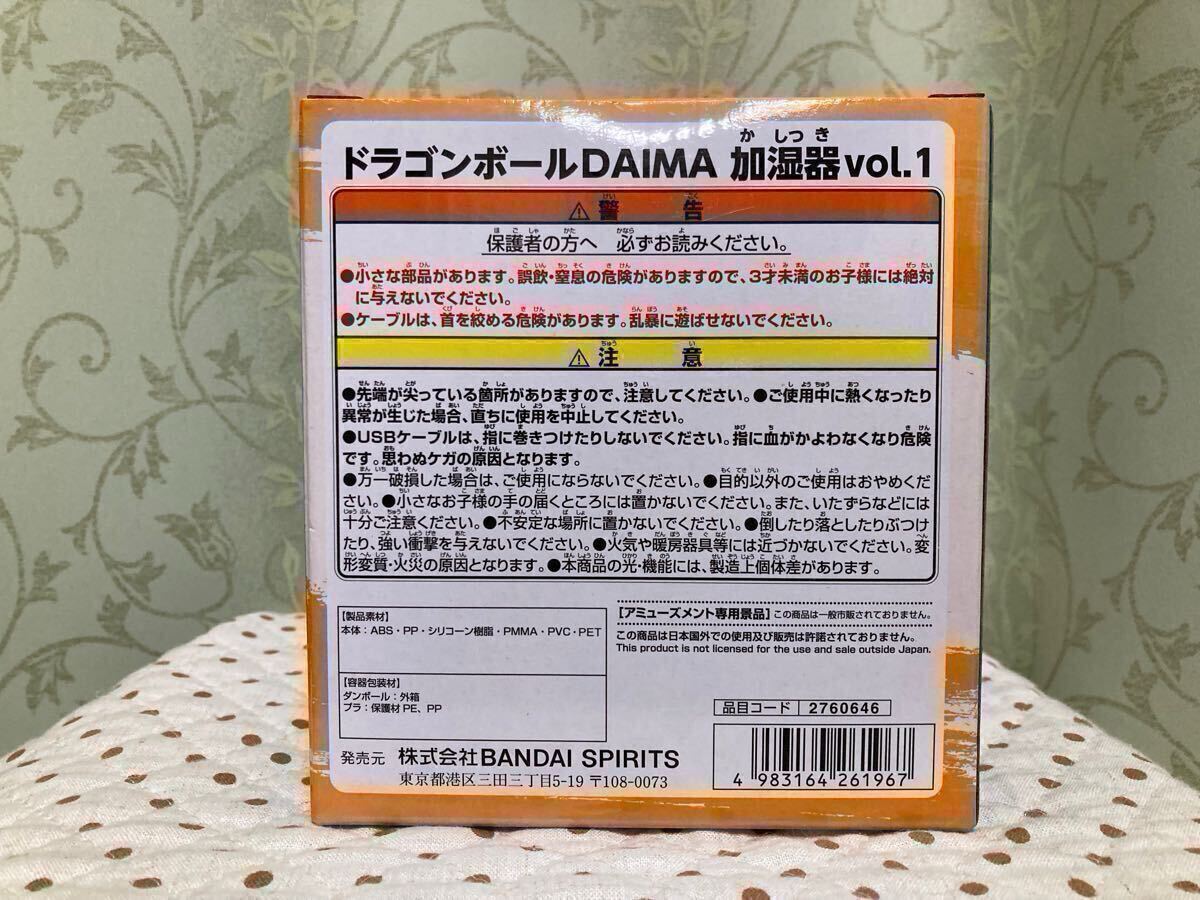 ドラゴンボールDAIMA 加湿器vol.1
⚠警告
保護者の方へ 必ずお読みください。
●小さな部品があります。誤飲・窒息の危険がありますので、3才未満のお子様には絶対
に与えないでください。
●ケーブルは、首を絞める危険があります。乱暴に遊ばせないでください。
⚠注意
●先端が尖っている箇所がありますので、注意してください。●ご使用中に熱くなったり
異常が生じた場合、直ちに使用を中止してください。
●USBケーブルは、指に巻きつけたりしないでください。指に血がかよわなくなり危険
です。思わぬケガの原因となります。
●万一破損した場合は、ご使用にならないでください。●目的以外のご使用はおやめくだ
さい。●小さなお子様の手の届くところには置かないでください。また、いたずらなどには
十分ご注意ください。●不安定な場所に置かないでください。●倒したり落としたりぶつけ
たり、強い衝撃を与えないでください。●火気や暖房器具等には近づかないでください。変
形変質・火災の原因となります。●本商品の光・機能には、製造上個体差があります。
【製品素材】
本体：ABS・PP・シリコーン樹脂・PMMA・PVC・PET
【容器包装材】
ダンボール：外箱
プラ：保護材PE、PP
【アミューズメント専用景品】この商品は一般市販されておりません。
この商品は日本国外での使用及び販売は許諾されておりません。
This product is not licensed for the use and sale outside Japan.
品目コード 2760646
発売元 株式会社BANDAI SPIRITS
東京都港区三田三丁目5-19 〒108-0073
4 983164 261967